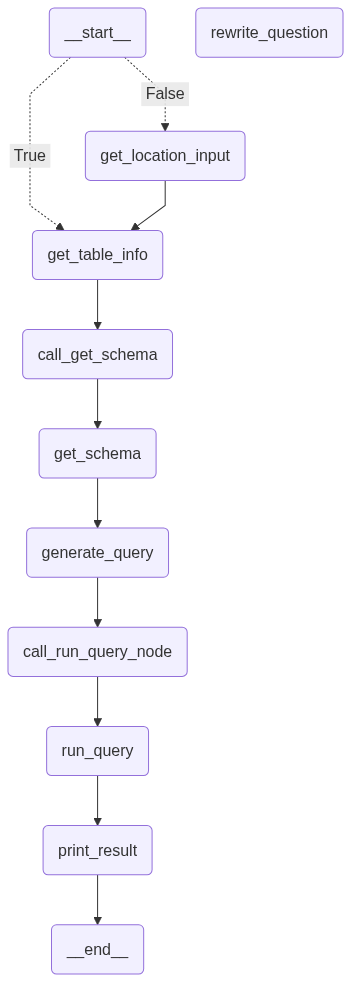 __start__
rewrite_question
False
True
get_location_input
get_table_info
call_get_schema
get_schema
generate_query
call_run_query_node
run_query
print_result
__end__